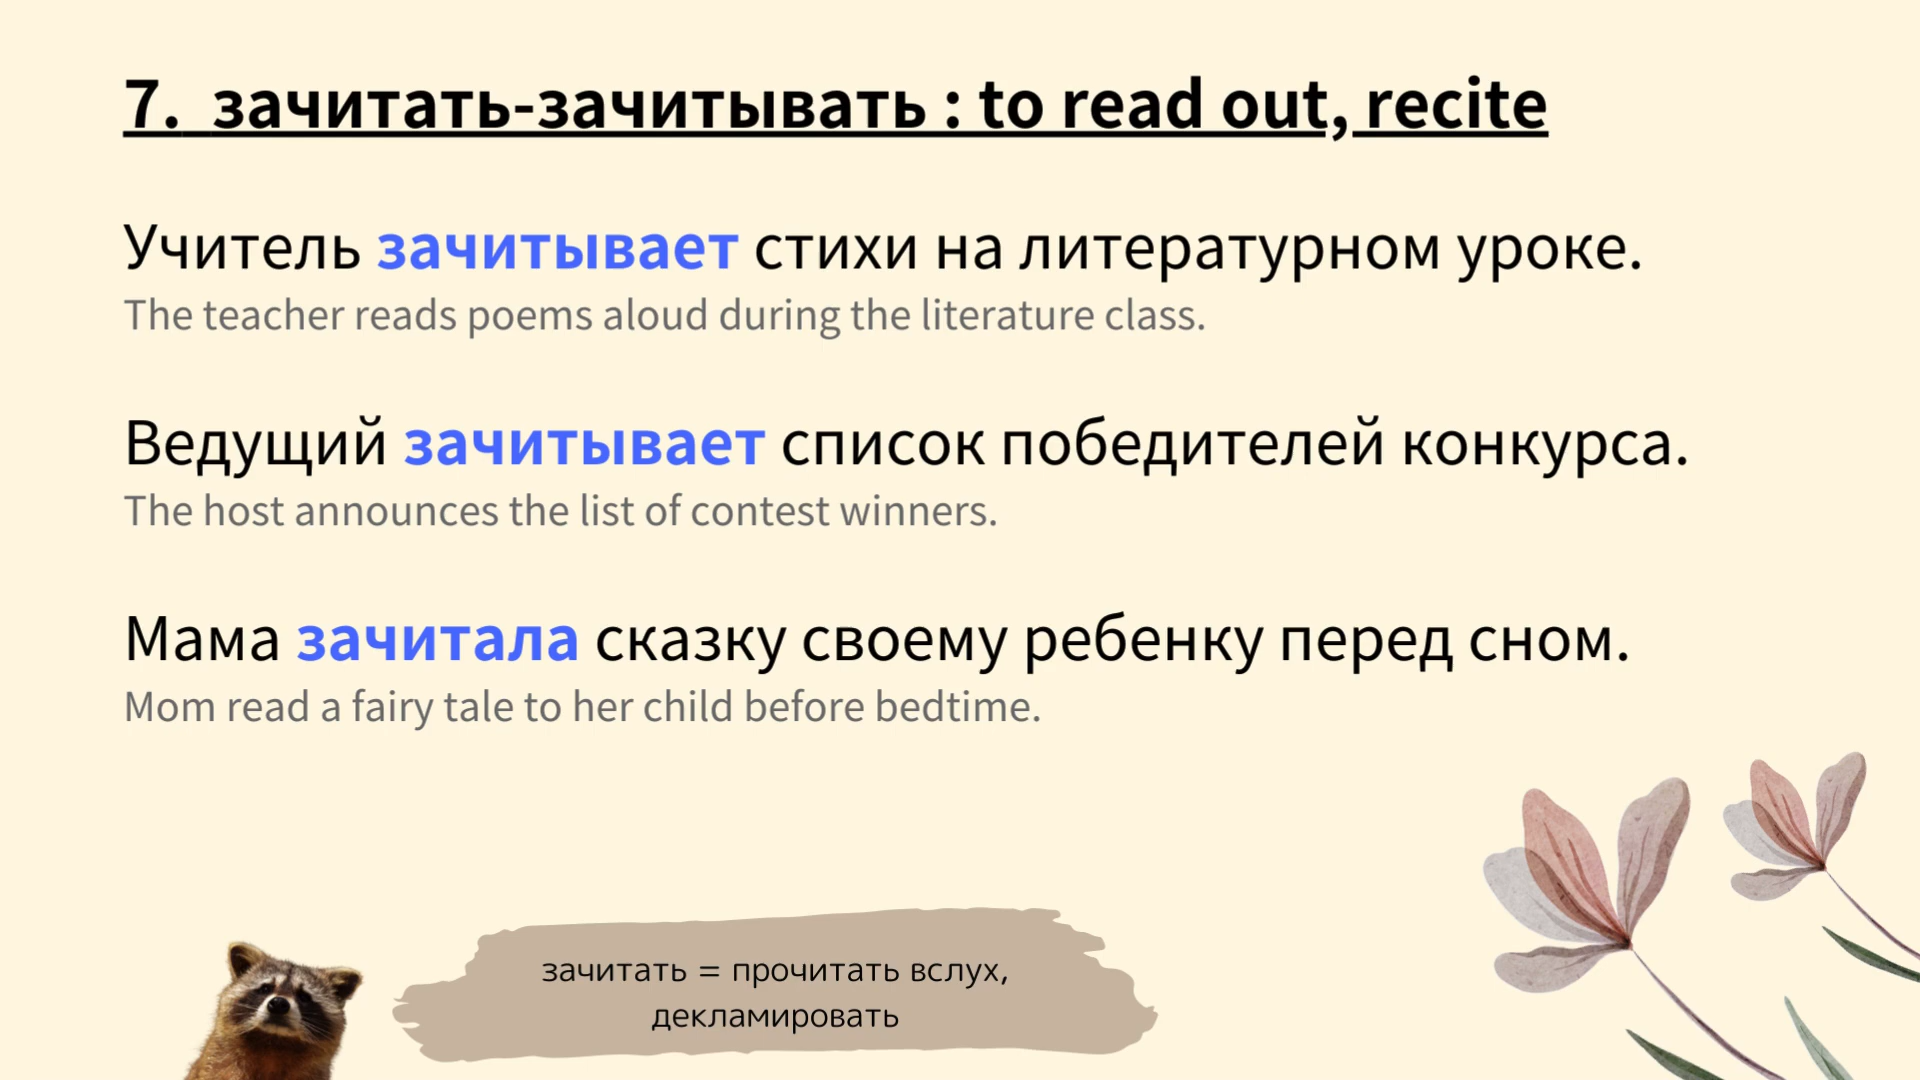 7. зачитать-зачитывать : to read out, recite
Учитель зачитывает стихи на литературном уроке.
The teacher reads poems aloud during the literature class.
Ведущий зачитывает список победителей конкурса.
The host announces the list of contest winners.
Мама зачитала сказку своему ребенку перед сном.
Mom read a fairy tale to her child before bedtime.
зачитать = прочитать вслух,
декламировать